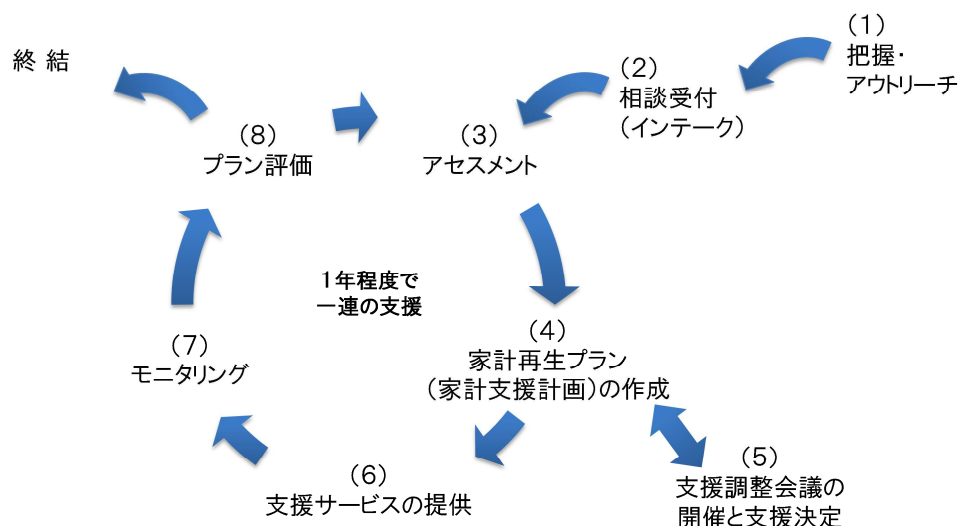 (1)
把握・
アウトリーチ
(2)
相談受付
(インテーク)
(3)
アセスメント
(4)
家計再生プラン
(家計支援計画)の作成
(5)
支援調整会議の
開催と支援決定
(6)
支援サービスの提供
(7)
モニタリング
(8)
プラン評価
終 結
1年程度で
一連の支援